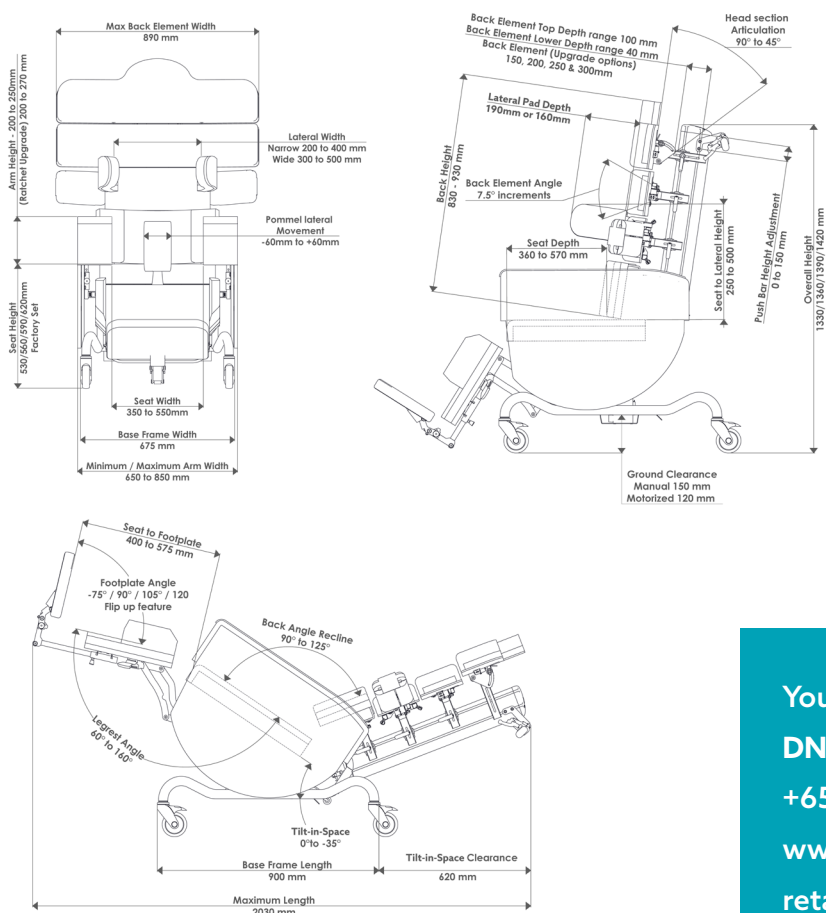 Max Back Element Width
890 mm
Arm Height - 200 to 250mm
(Ratchet Upgrade) 200 to 270 mm)
Lateral Width
Narrow 200 to 400 mm
Wide 300 to 500 mm
Pommel lateral
Movement
-60mm to +60mm
Seat Height
530/560/590/620mm
Factory Set
Seat Width
350 to 550mm
Base Frame Width
675 mm
Minimum / Maximum Arm Width
650 to 850 mm
Back Element Top Depth range 100 mm
Back Element Lower Depth range 40 mm
Back Element (Upgrade options)
150, 200, 250 & 300mm
Head section
Articulation
90° to 45°
Lateral Pad Depth
190mm or 160mm
Back Height
830 - 930 mm
Back Element Angle
7.5° increments
Seat Depth
360 to 570 mm
Seat to Lateral Height
250 to 500 mm
Push Bar Height Adjustment
0 to 150 mm
Overall Height
1330/1360/1390/1420 mm
Ground Clearance
Manual 150 mm
Motorized 120 mm
Seat to Footplate
400 to 575 mm
Footplate Angle
-75° / 90° / 105° / 120
Flip up feature
Back Angle Recline
90° to 125°
Legrest Angle
60° to 160°
Tilt-in-Space
0°to -35°
Base Frame Length
900 mm
Tilt-in-Space Clearance
620 mm
Maximum Length
2030 mm
You
DN
+65
ww
reta